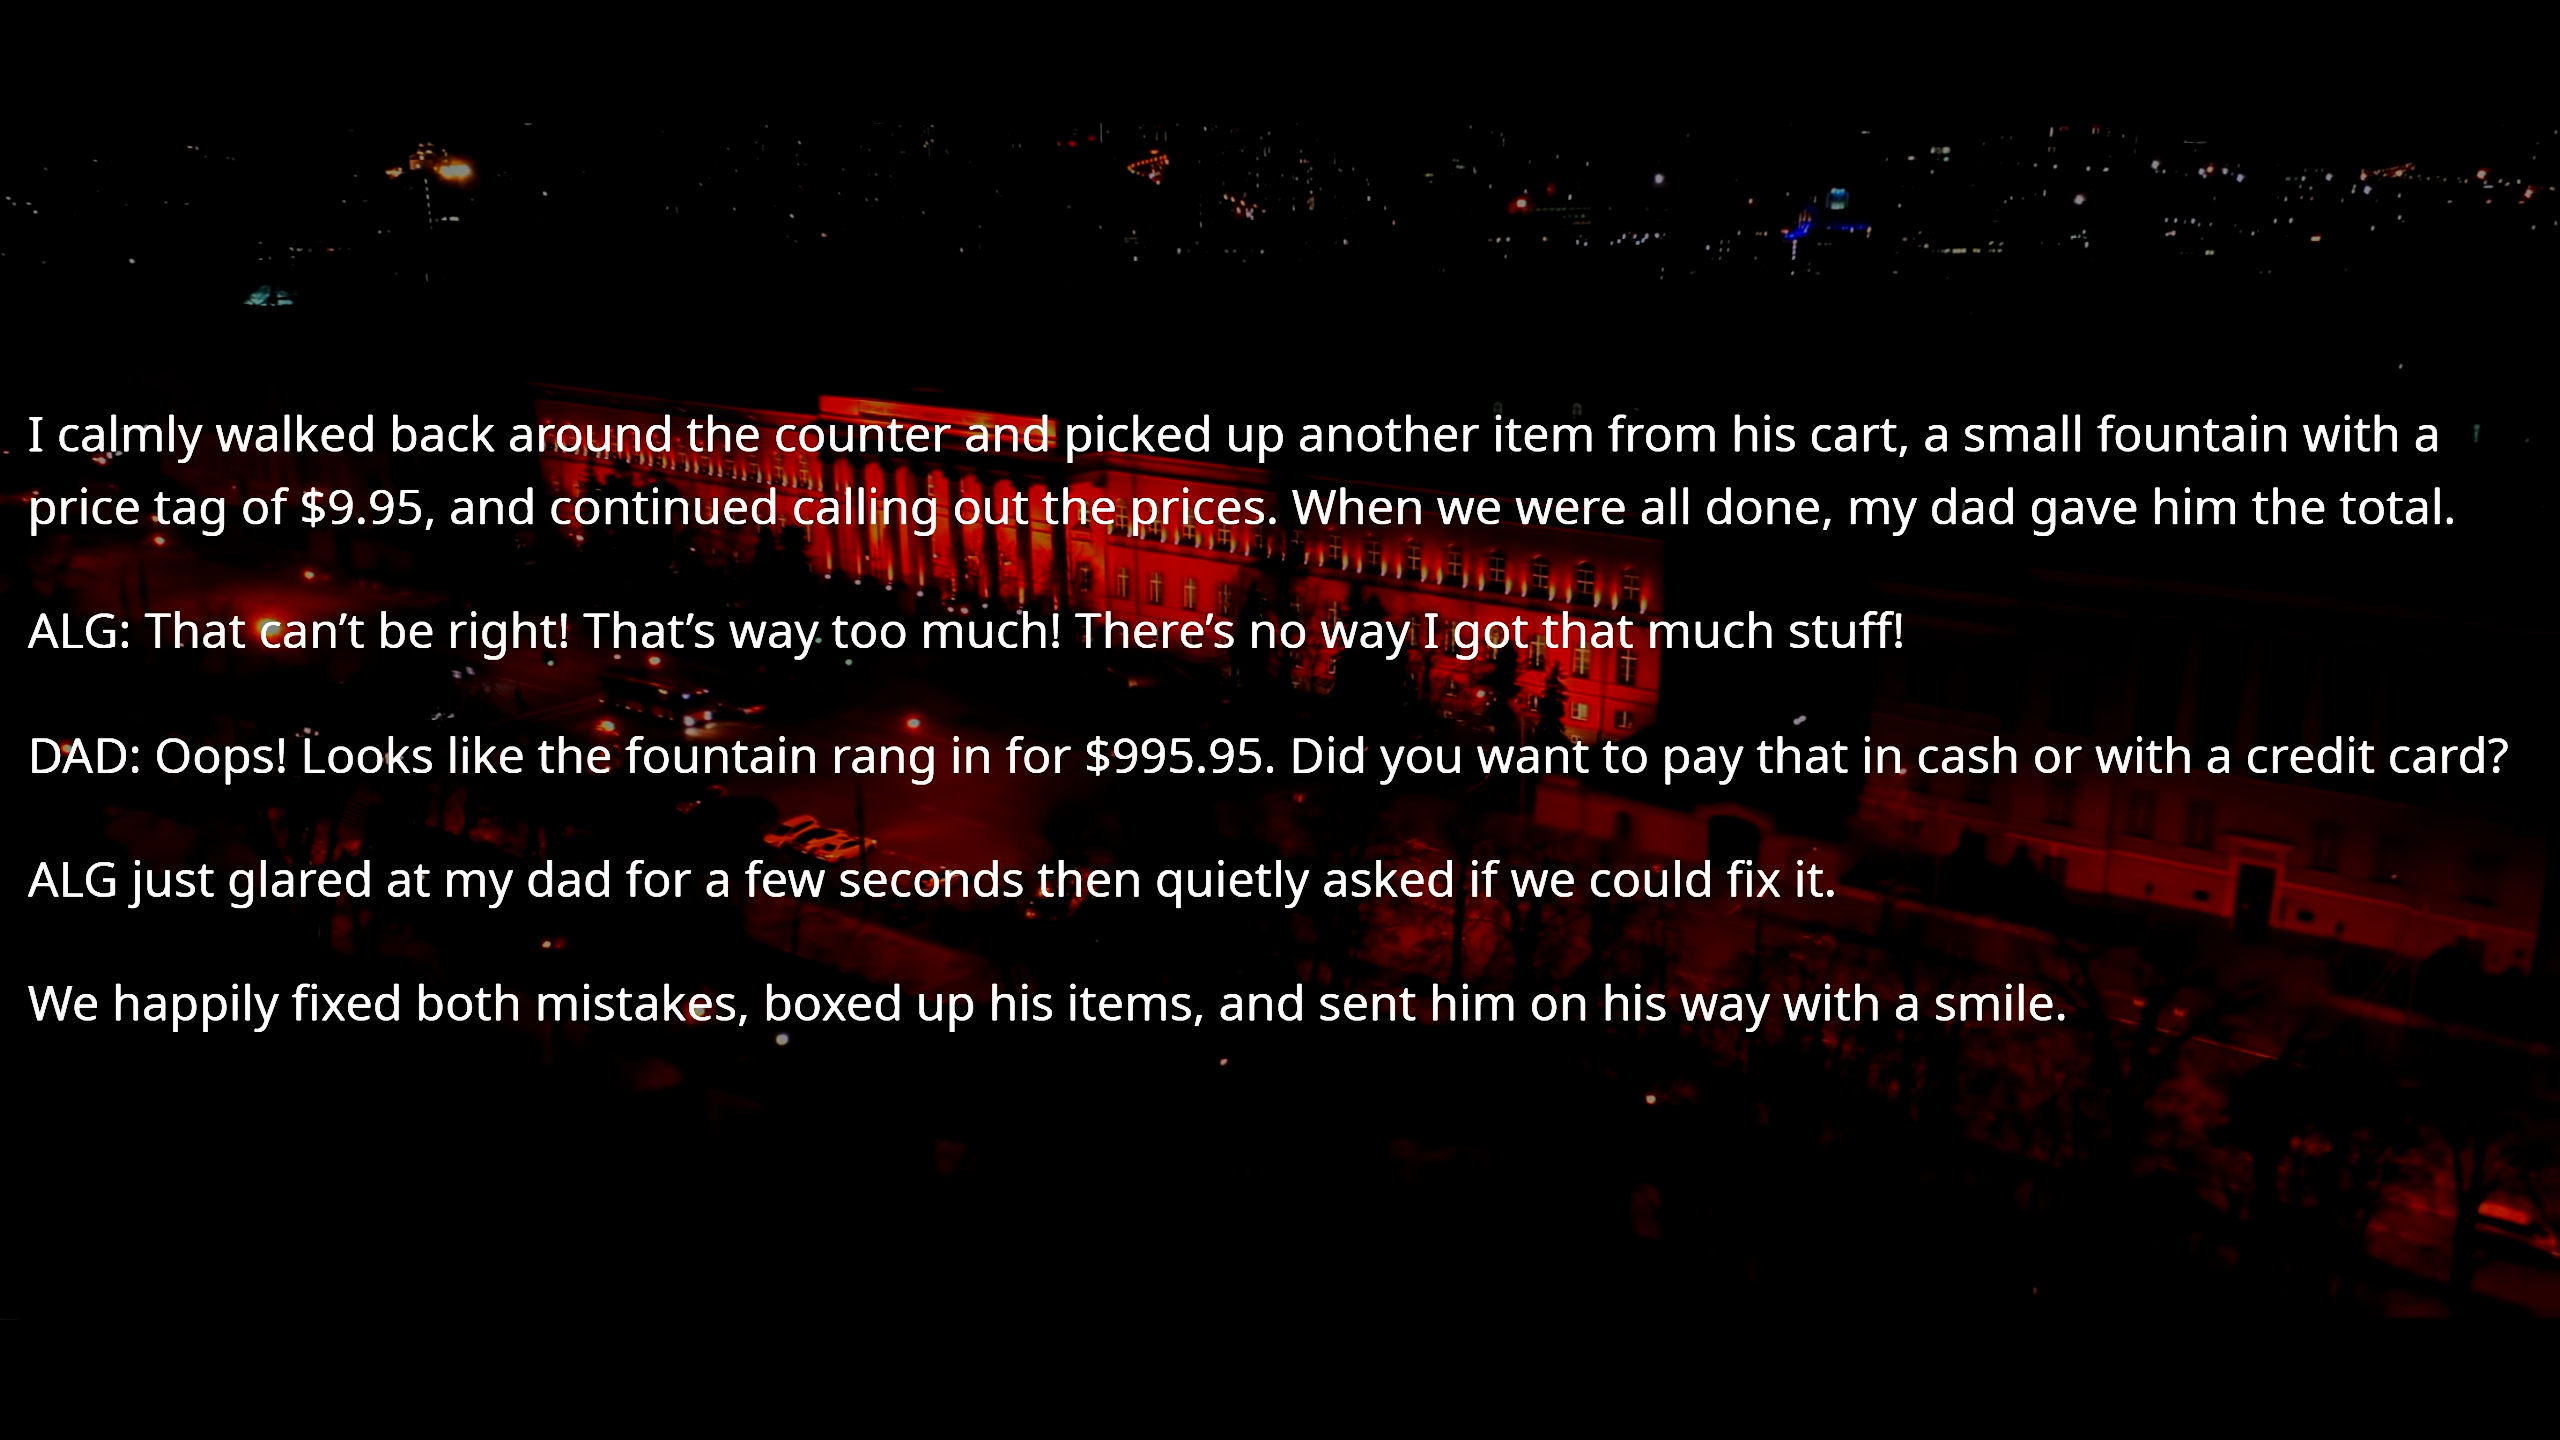 I calmly walked back around the counter and picked up another item from his cart, a small fountain with a
price tag of $9.95, and continued calling out the prices. When we were all done, my dad gave him the total.
ALG: That can’t be right! That’s way too much! There’s no way I got that much stuff!
DAD: Oops! Looks like the fountain rang in for $995.95. Did you want to pay that in cash or with a credit card?
ALG just glared at my dad for a few seconds then quietly asked if we could fix it.
We happily fixed both mistakes, boxed up his items, and sent him on his way with a smile.